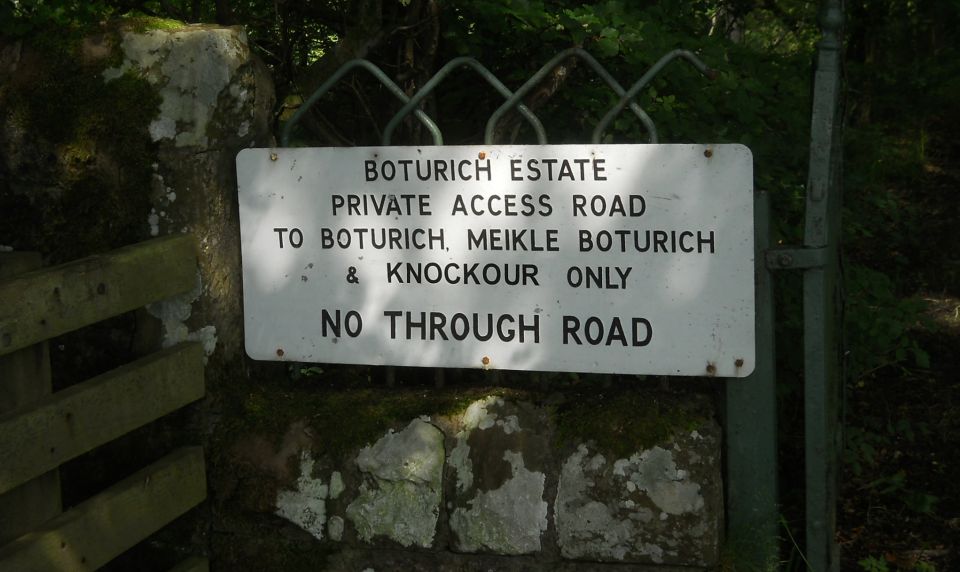 BOTURICH ESTATE
PRIVATE ACCESS ROAD
TO BOTURICH, MEIKLE BOTURICH
& KNOCKOUR ONLY
NO THROUGH ROAD